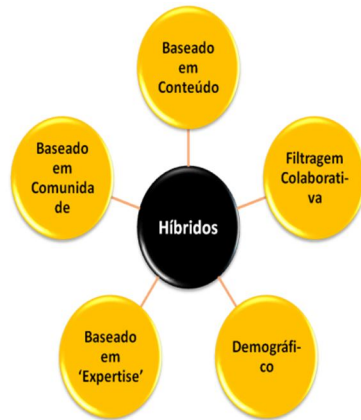 Baseado
em
Conteúdo
Baseado
em
Comunida
de
Filtragem
Colaborati-
va
Híbridos
Baseado
em
‘Expertise’
Demográfi-
co